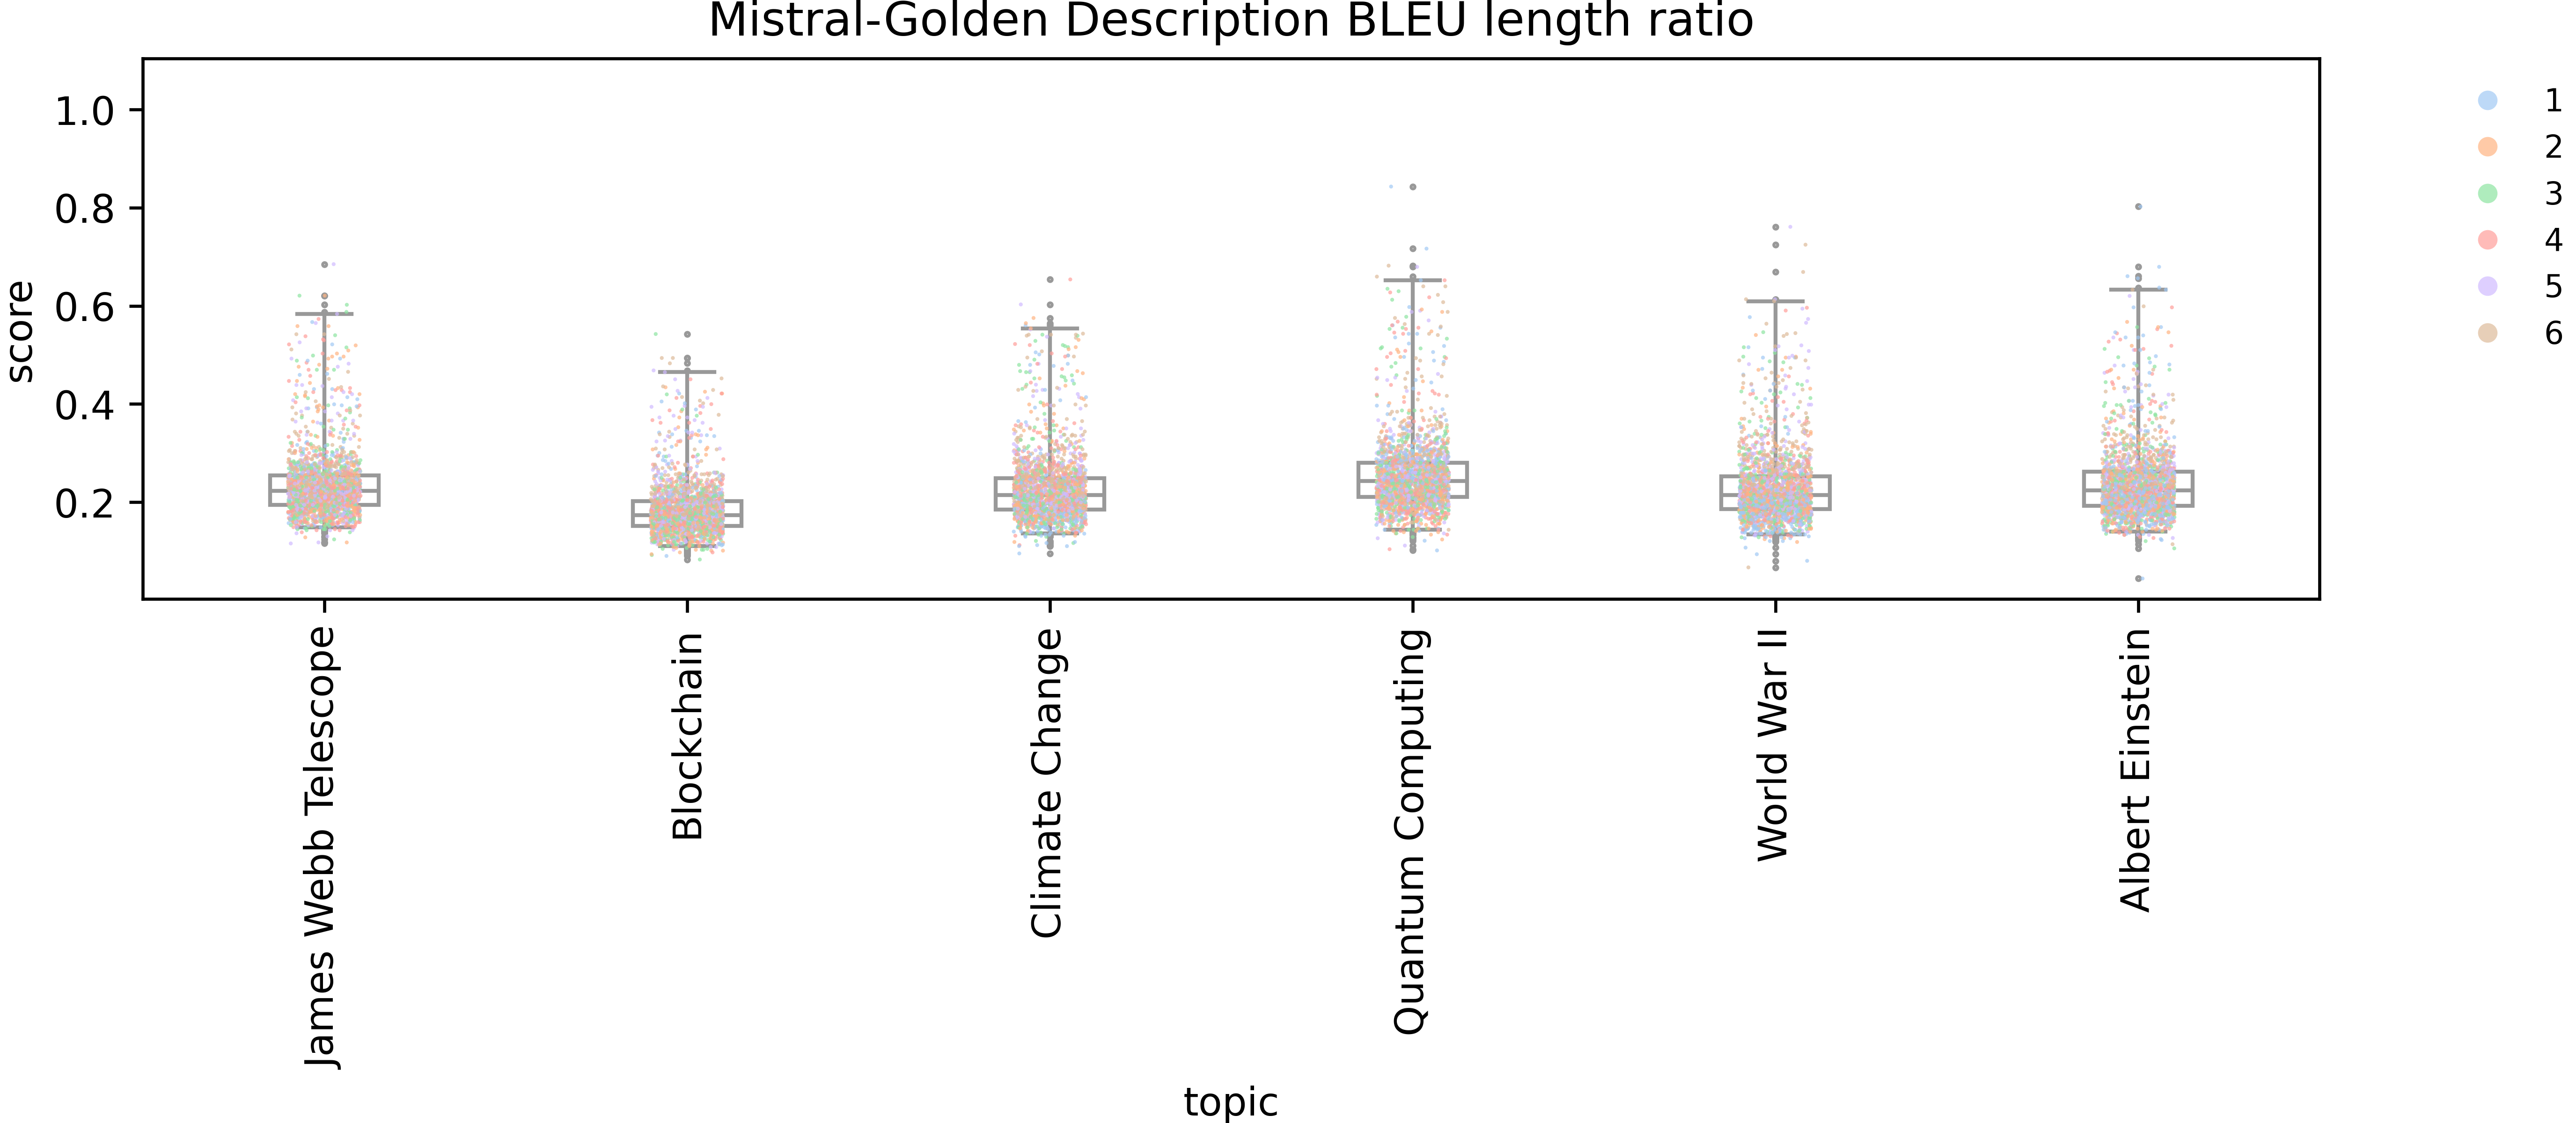 Mistral-Golden Description BLEU length ratio
score
1.0
0.8
0.6
0.4
0.2
1
2
3
4
5
6
James Webb Telescope
Blockchain
Climate Change
Quantum Computing
World War II
Albert Einstein
topic